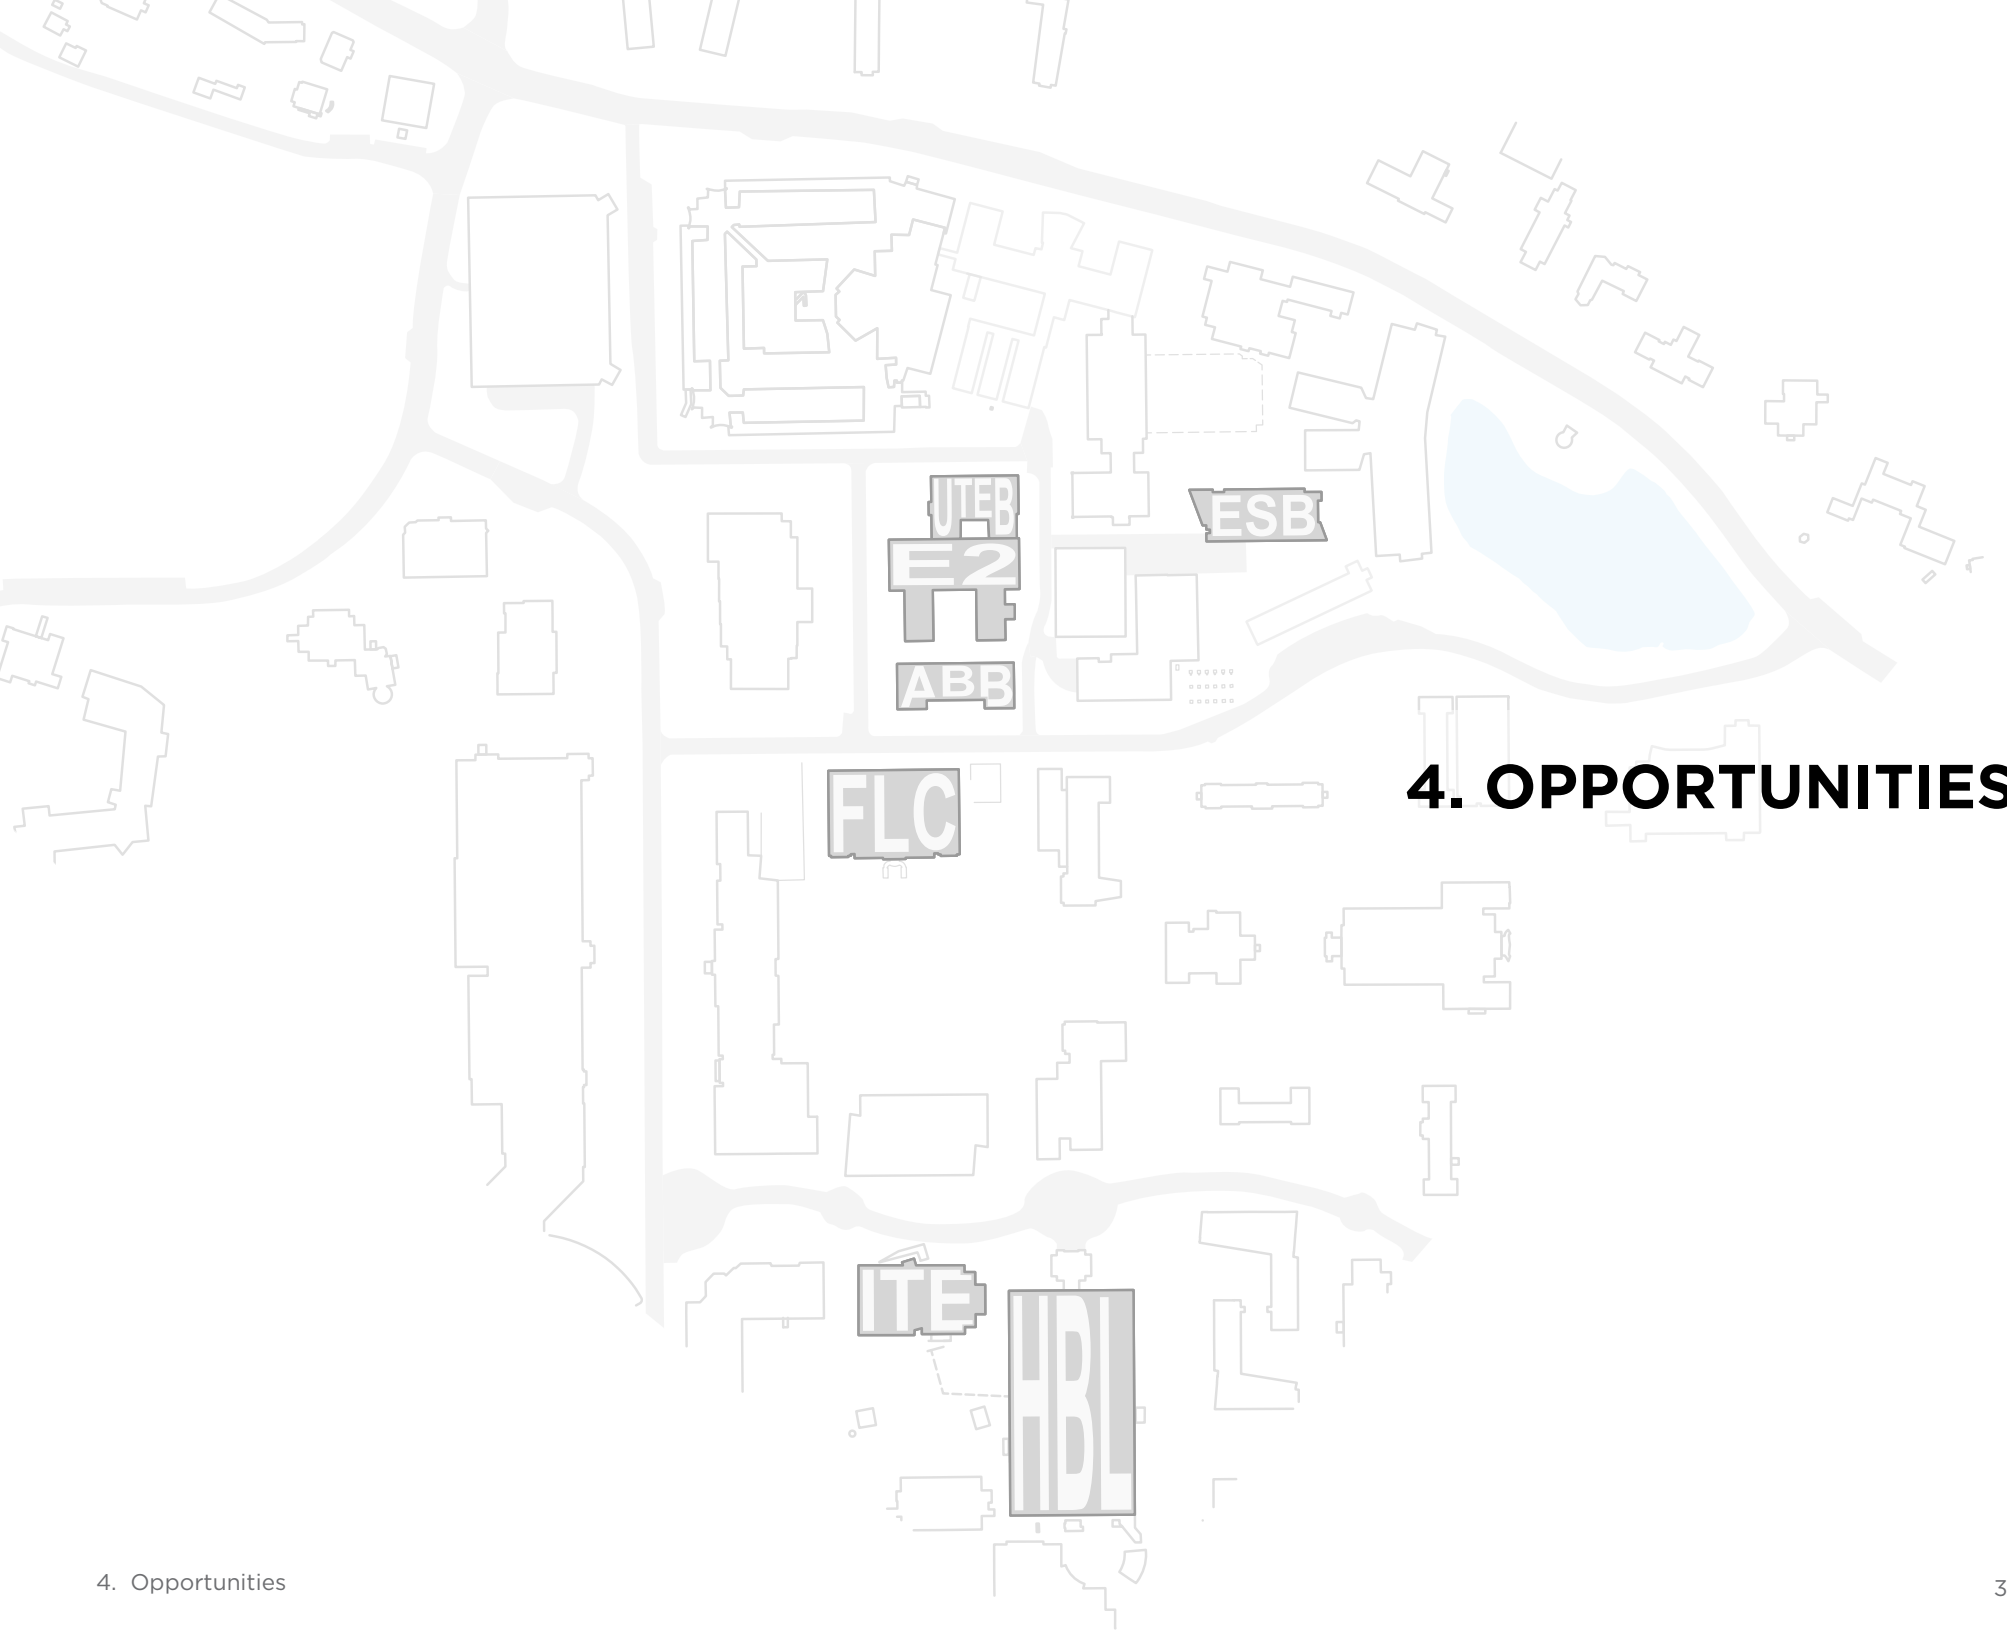 UTEB
ESB
E2
ABB
4. OPPORTUNITIES
FLC
ITE
HBL
4. Opportunities
3